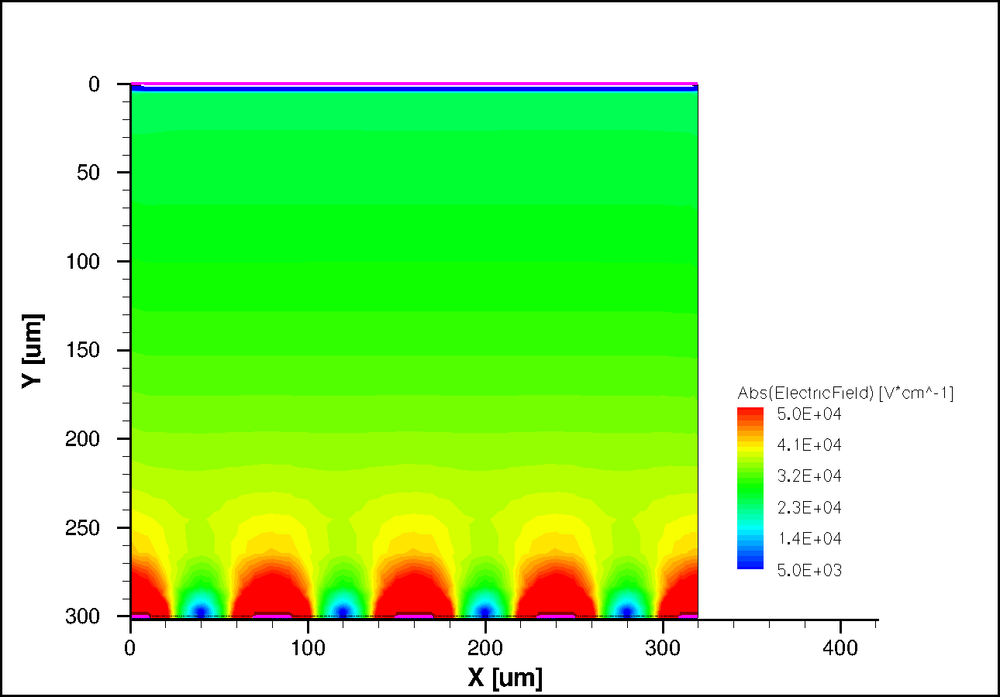 0
50
100
150
200
250
300
Y [um]
0
100
200
300
400
X [um]
Abs(ElectricField) [V*cm^-1]
5.0E+04
4.1E+04
3.2E+04
2.3E+04
1.4E+04
5.0E+03